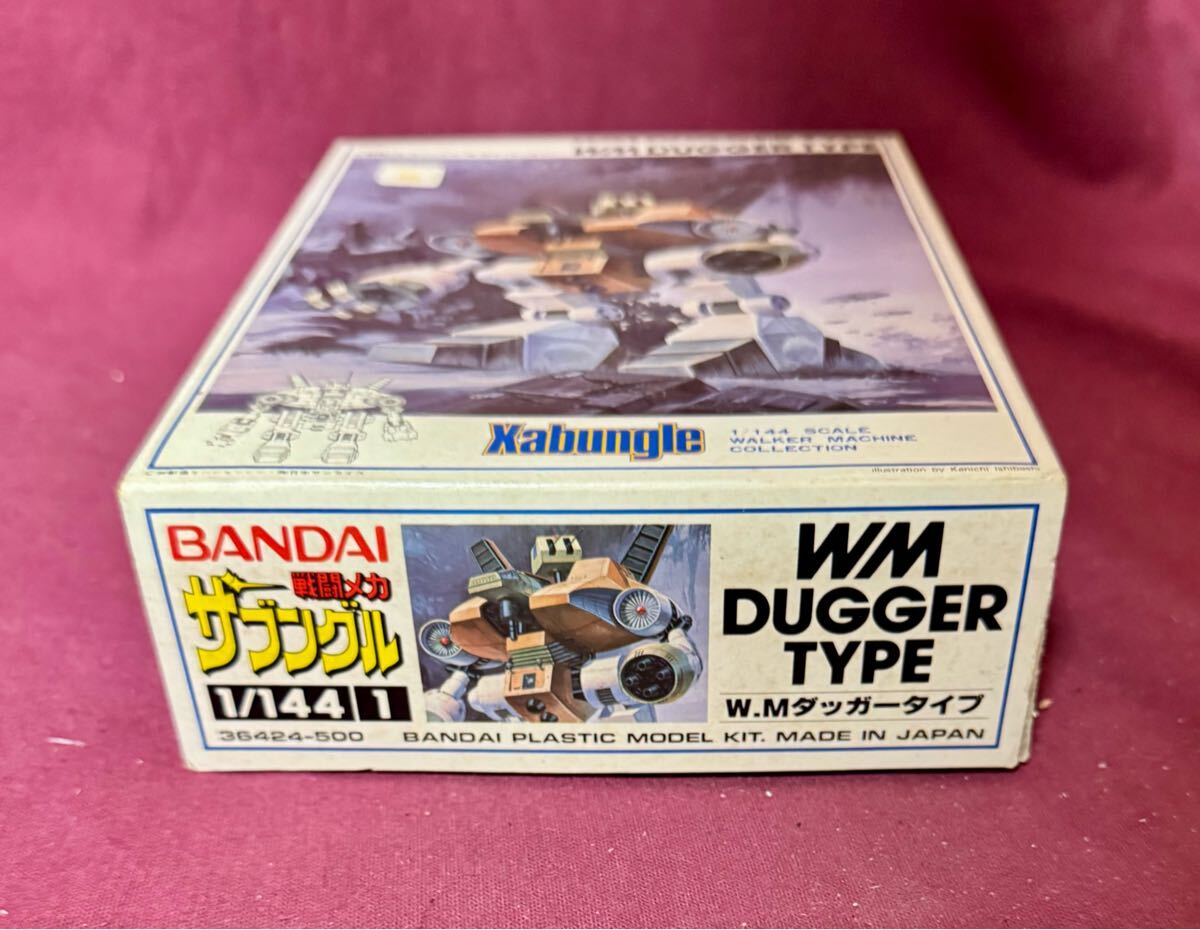 WM DUGGER TYPE
Xabungle
1/144 SCALE
WALKER MACHINE
COLLECTION
Illustration by Kanichi Ishibashi
BANDAI
戦闘メカ
ザブングル
1/144 1
36424-500
BANDAI PLASTIC MODEL KIT. MADE IN JAPAN
WM
DUGGER
TYPE
W.Mダッガータイプ